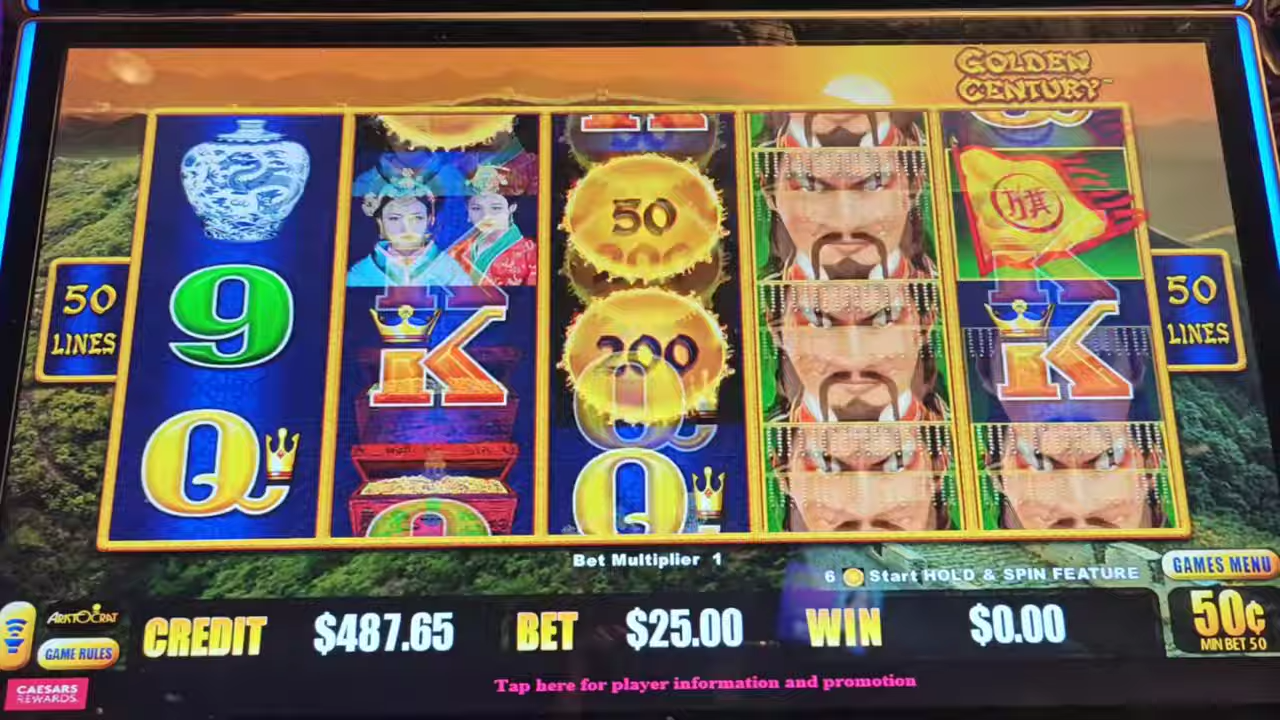 GOLDEN
CENTURY™
50
50
LINES
9
200
K
K
50
LINES
Q
Q
Bet Multiplier 1
6 Start HOLD & SPIN FEATURE
GAMES MENU
ARISTOCRAT
GAME RULES
CREDIT $487.65 BET $25.00 WIN $0.00
50¢
MIN BET 50
CAESARS
REWARDS.
Tap here for player information and promotion